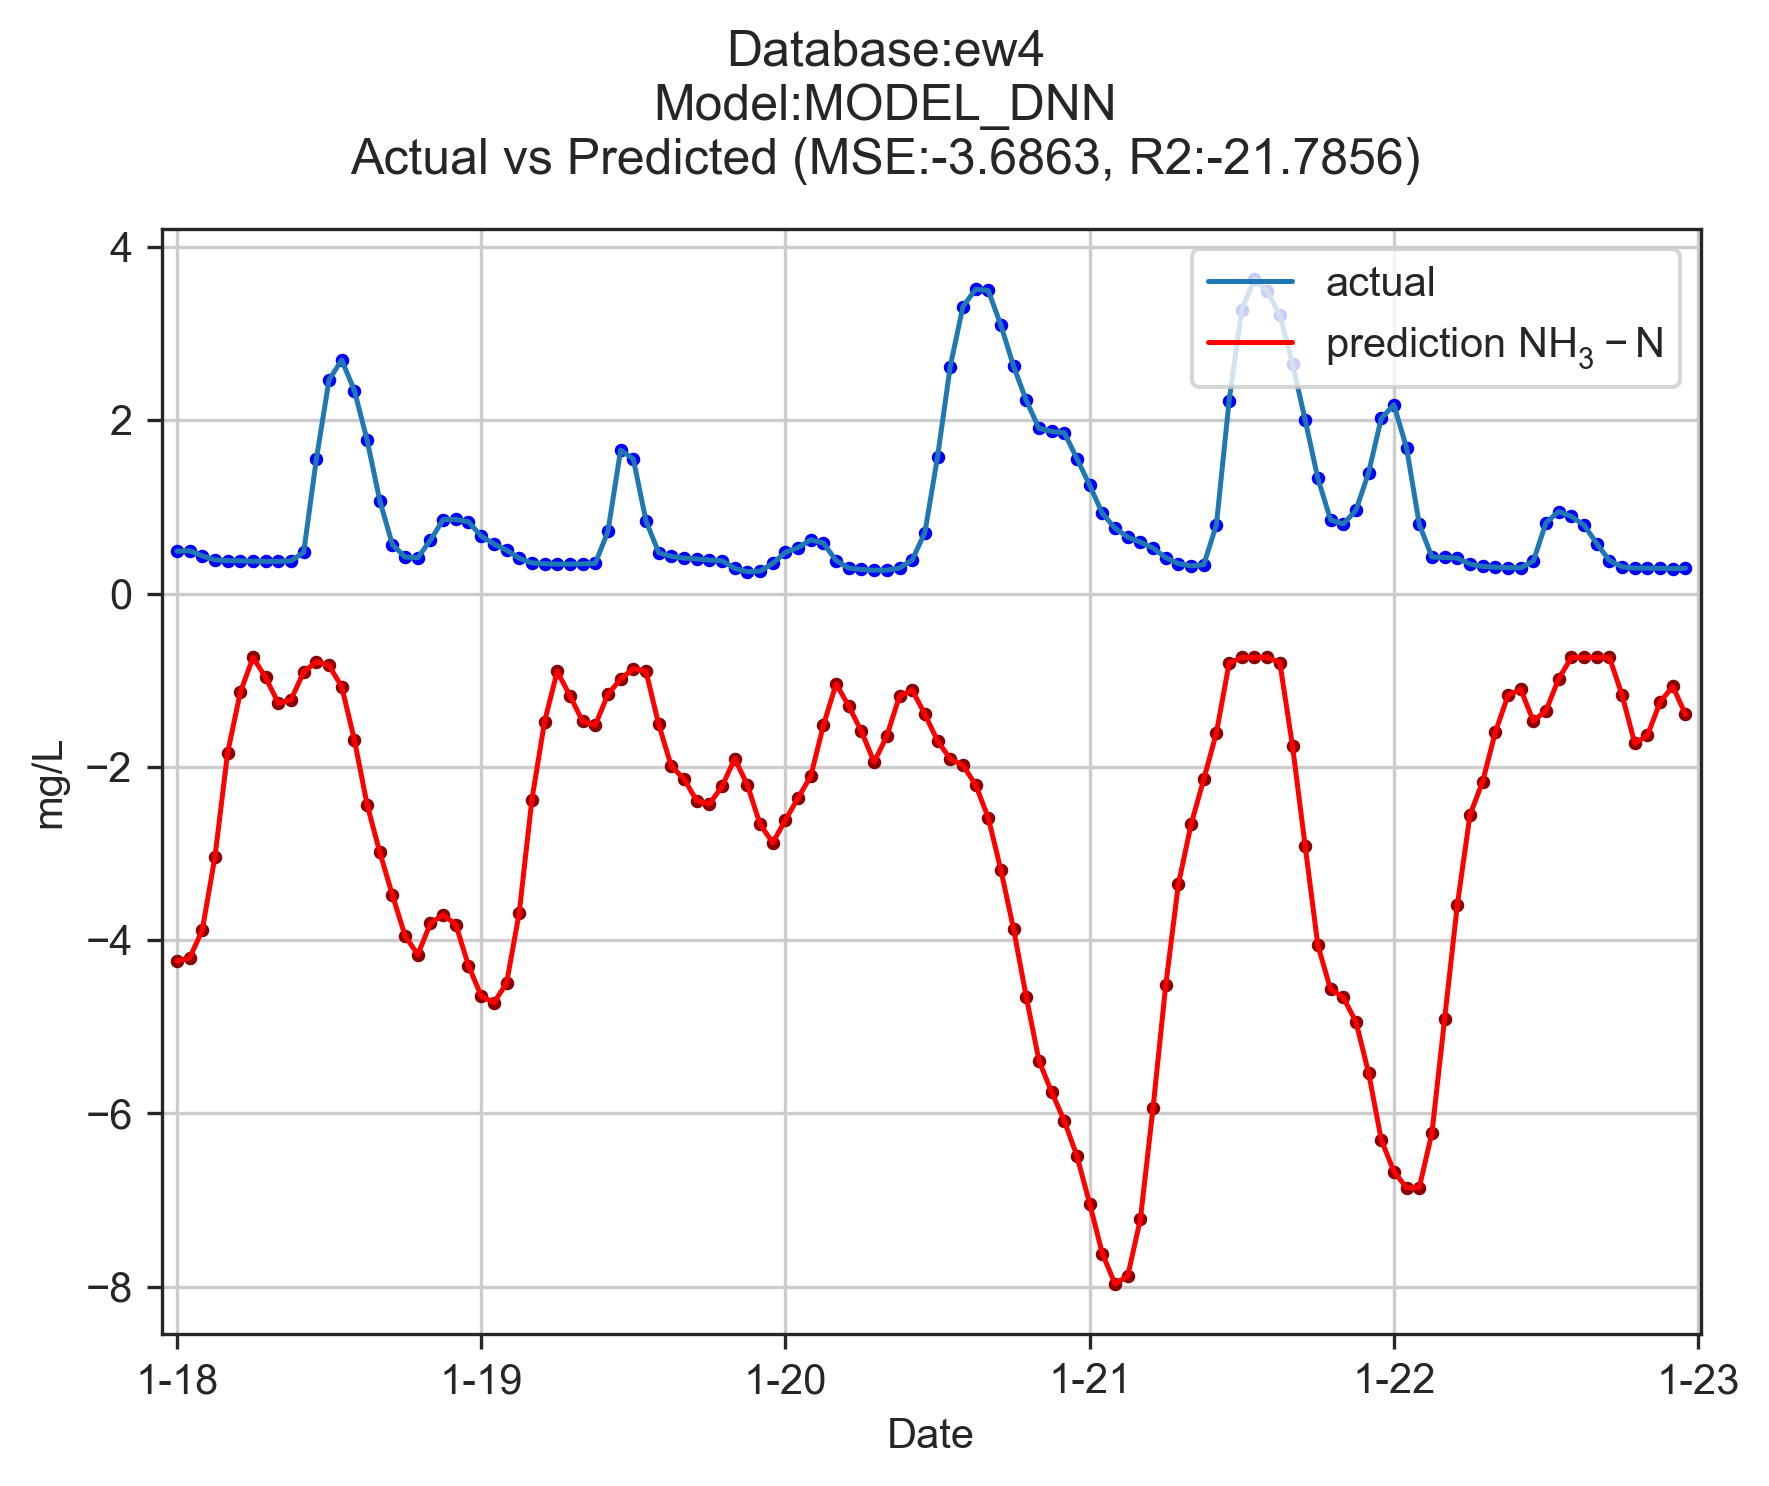 Database:ew4
Model:MODEL_DNN
Actual vs Predicted (MSE:-3.6863, R2:-21.7856)
actual
prediction NH₃ − N
4
2
0
−2
−4
−6
−8
mg/L
1-18 1-19 1-20 1-21 1-22 1-23
Date